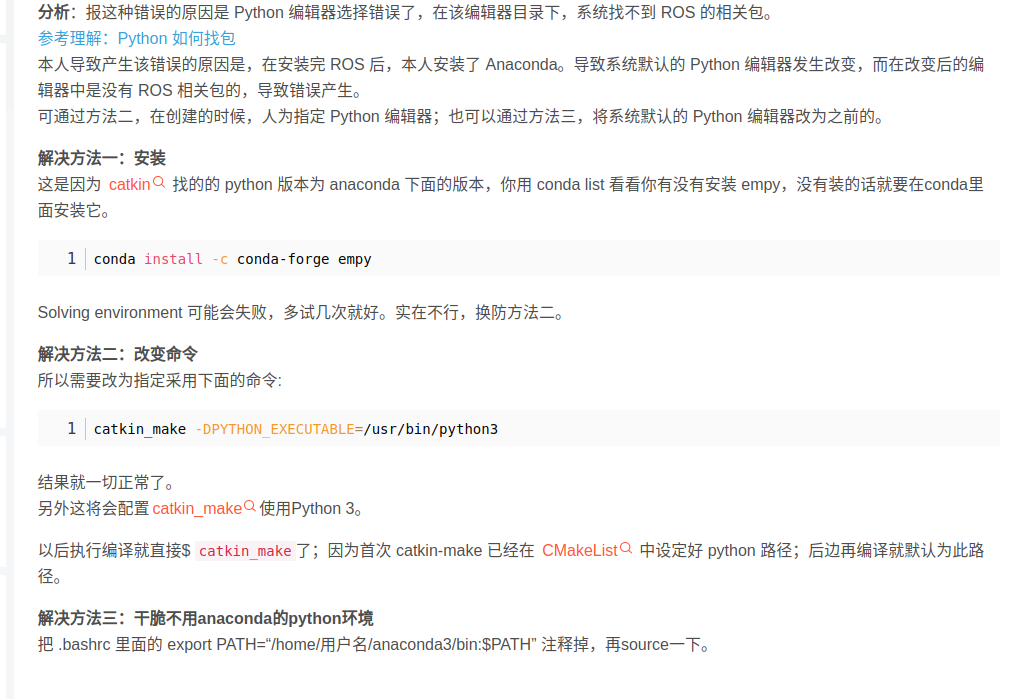 分析：报这种错误的原因是 Python 编辑器选择错误了，在该编辑器目录下，系统找不到 ROS 的相关包。
参考理解：Python 如何找包
本人导致产生该错误的原因是，在安装完 ROS 后，本人安装了 Anaconda。导致系统默认的 Python 编辑器发生改变，而在改变后的编
辑器中是没有 ROS 相关包的，导致错误产生。
可通过方法二，在创建的时候，人为指定 Python 编辑器；也可以通过方法三，将系统默认的 Python 编辑器改为之前的。
解决方法一：安装
这是因为 catkin 找的的 python 版本为 anaconda 下面的版本，你用 conda list 看看你有没有安装 empy，没有装的话就要在conda里
面安装它。
1 conda install -c conda-forge empy
Solving environment 可能会失败，多试几次就好。实在不行，换防方法二。
解决方法二：改变命令
所以需要改为指定采用下面的命令:
1 catkin_make -DPYTHON_EXECUTABLE=/usr/bin/python3
结果就一切正常了。
另外这将会配置 catkin_make 使用Python 3。
以后执行编译就直接$ catkin_make 了；因为首次 catkin-make 已经在 CMakeList 中设定好 python 路径；后边再编译就默认为此路
径。
解决方法三：干脆不用anaconda的python环境
把 .bashrc 里面的 export PATH=“/home/用户名/anaconda3/bin:$PATH” 注释掉，再source一下。